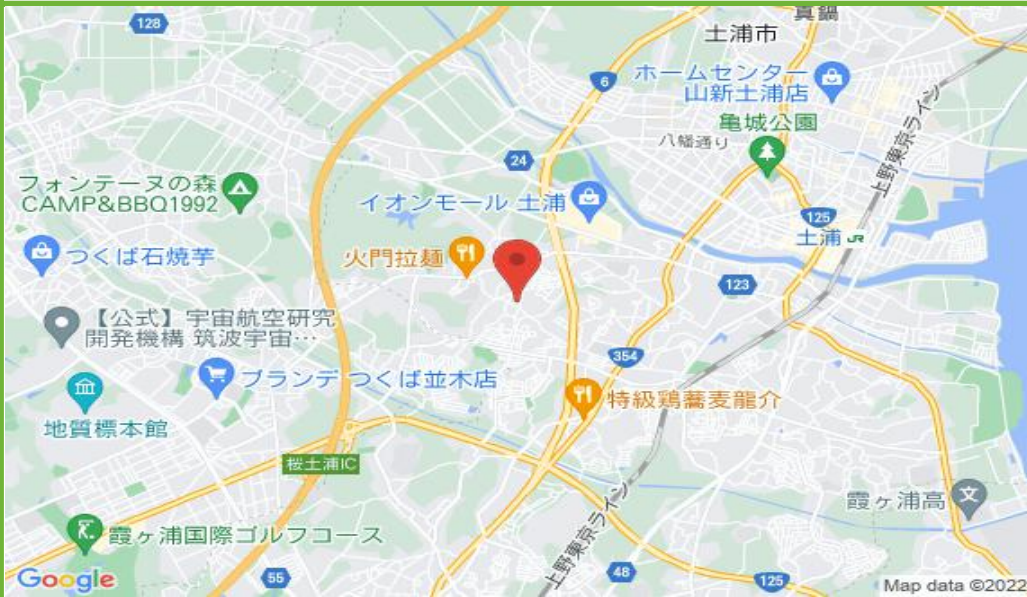 128
真鍋
土浦市
ホームセンター
山新土浦店
6
亀城公園
八幡通り
上野東京ライン
24
フォンテーヌの森
CAMP&BBQ1992
イオンモール 土浦
125
土浦 JR
つくば石焼芋
火門拉麺
123
【公式】宇宙航空研究
開発機構 筑波宇宙…
354
ブランデ つくば並木店
特級鶏蕎麦龍介
地質標本館
桜土浦IC
霞ヶ浦高
文
霞ヶ浦国際ゴルフコース
上野東京ライン
Google
55
48
125
Map data ©2022